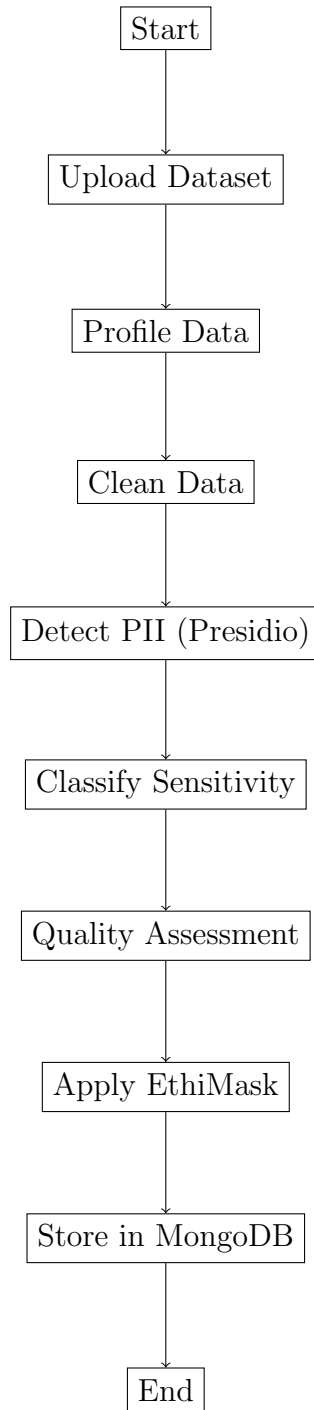 Start
Upload Dataset
Profile Data
Clean Data
Detect PII (Presidio)
Classify Sensitivity
Quality Assessment
Apply EthiMask
Store in MongoDB
End